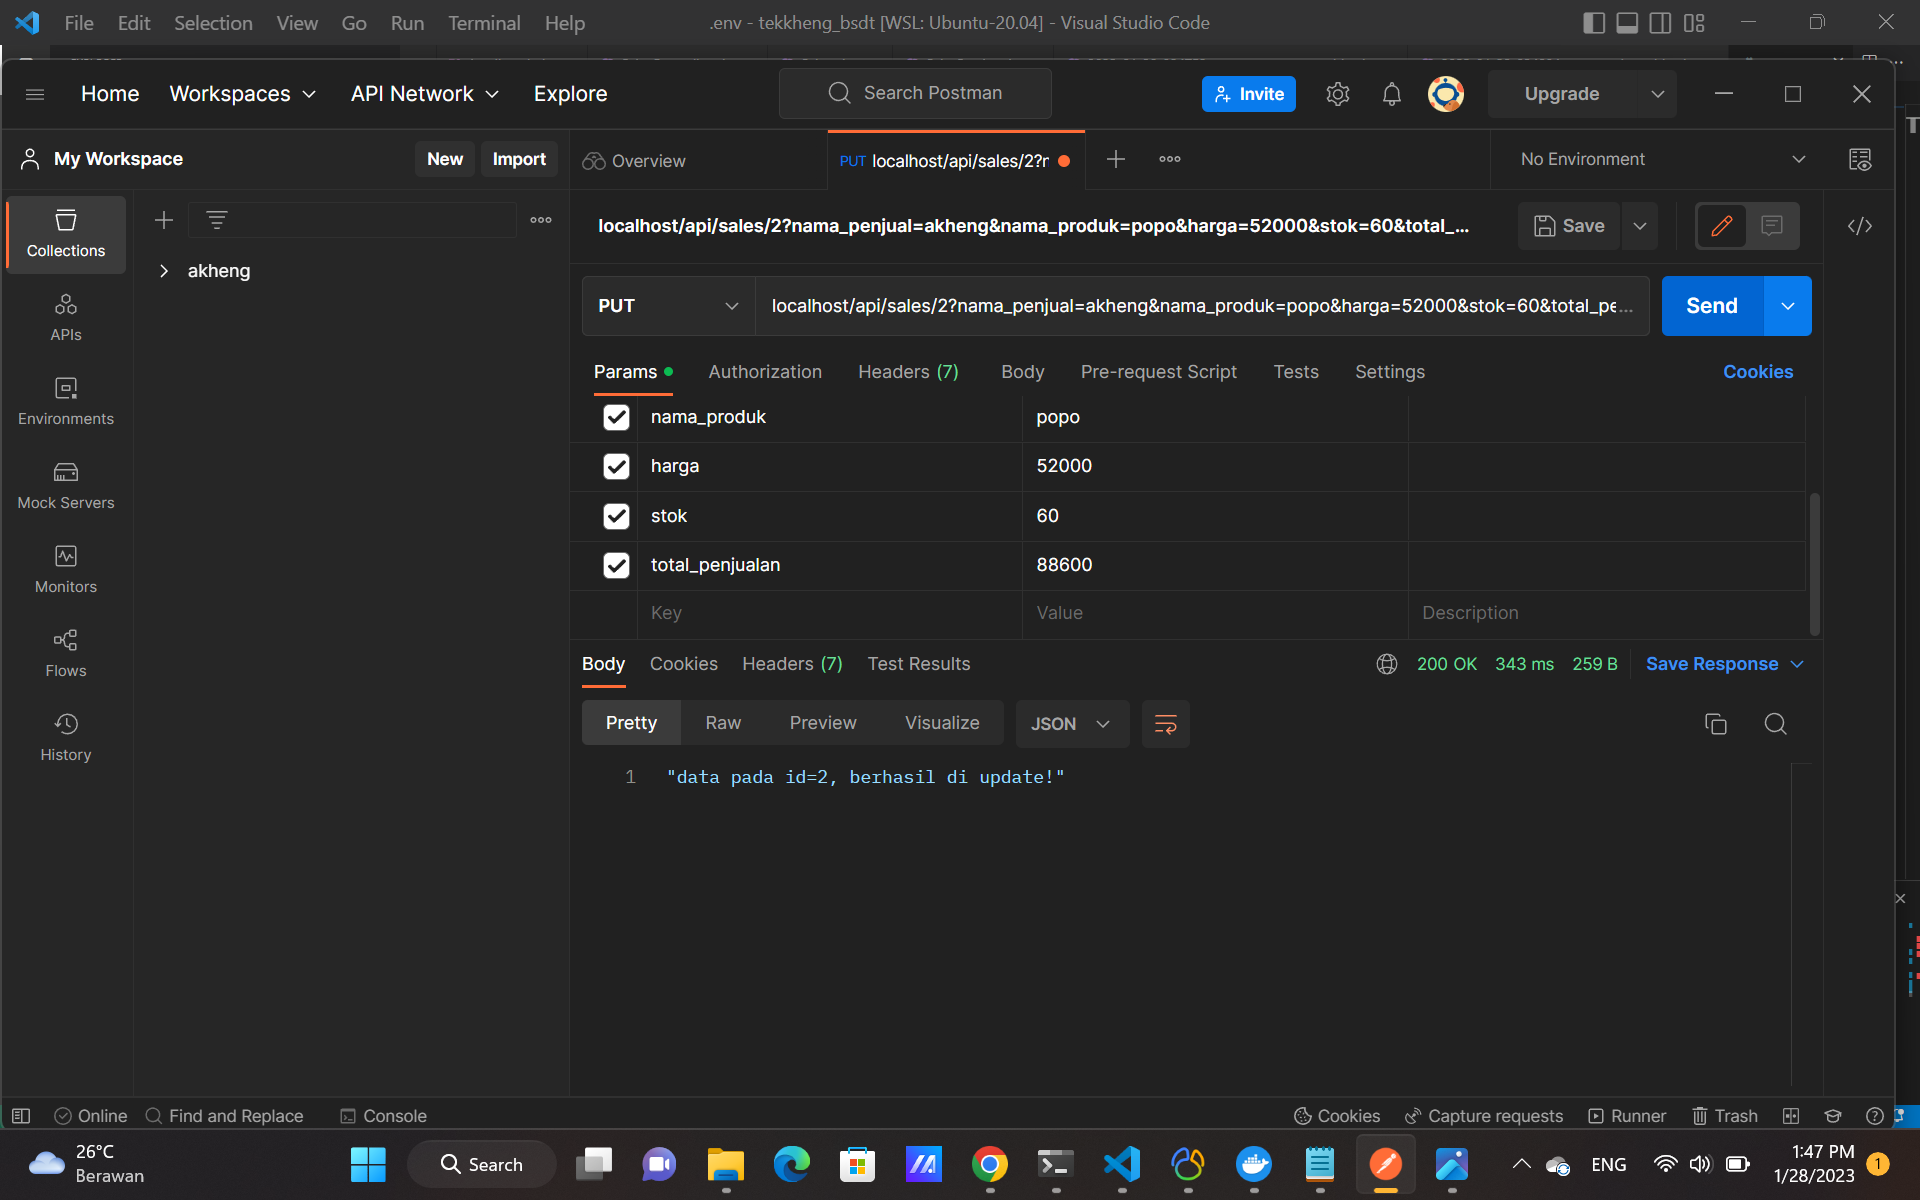 File Edit Selection View Go Run Terminal Help
.env - tekkheng_bsdt [WSL: Ubuntu-20.04] - Visual Studio Code
Home Workspaces API Network Explore
Search Postman
Invite
Upgrade
My Workspace
New
Import
Overview
PUT localhost/api/sales/2?r
No Environment
Collections
APIs
Environments
Mock Servers
Monitors
Flows
History
akheng
localhost/api/sales/2?nama_penjual=akheng&nama_produk=popo&harga=52000&stok=60&total_...
Save
</>
PUT
localhost/api/sales/2?nama_penjual=akheng&nama_produk=popo&harga=52000&stok=60&total_pe...
Send
Params Authorization Headers (7) Body Pre-request Script Tests Settings
Cookies
nama_produk popo
harga 52000
stok 60
total_penjualan 88600
Key Value Description
Body Cookies Headers (7) Test Results
200 OK 343 ms 259 B Save Response
Pretty Raw Preview Visualize JSON
1 "data pada id=2, berhasil di update!"
Online Find and Replace Console
Cookies Capture requests Runner Trash
26°C
Berawan
Search
ENG
1:47 PM
1/28/2023
1